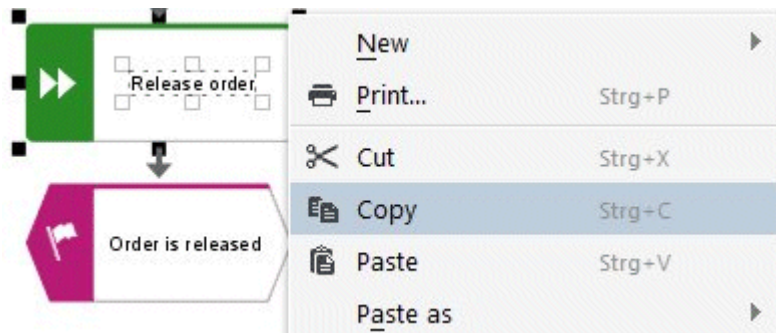 Release order
Order is released
New
Print... Strg+P
Cut Strg+X
Copy Strg+C
Paste Strg+V
Paste as